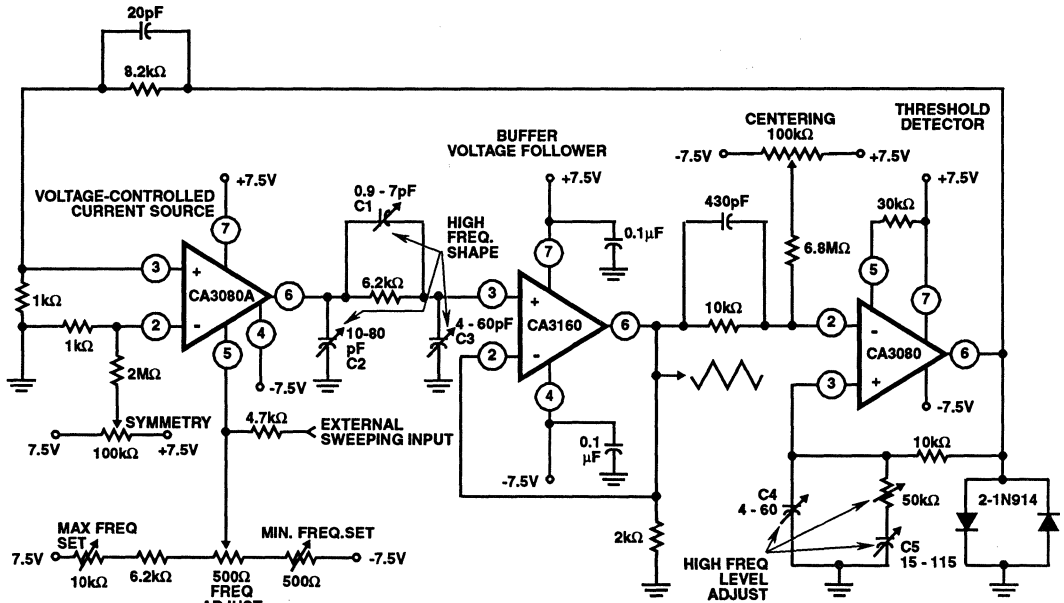 20pF
8.2kΩ
THRESHOLD
DETECTOR
CENTERING
100kΩ
-7.5V
+7.5V
BUFFER
VOLTAGE FOLLOWER
+7.5V
+7.5V
+7.5V
VOLTAGE-CONTROLLED
CURRENT SOURCE
0.9 - 7pF
C1
HIGH
FREQ.
SHAPE
430pF
30kΩ
0.1μF
7
7
6.8MΩ
5
7
3
+
CA3080A
6
6.2kΩ
3
+
CA3160
6
10kΩ
2
-
CA3080
6
1kΩ
1kΩ
2
-
4
5
10-80
pF
C2
4 - 60pF
C3
2
-
4
3
+
2MΩ
-7.5V
-7.5V
SYMMETRY
7.5V
100kΩ
+7.5V
4.7kΩ
EXTERNAL
SWEEPING INPUT
0.1
μF
-7.5V
10kΩ
C4
4 - 60
50kΩ
2-1N914
MAX FREQ
SET
MIN. FREQ.SET
2kΩ
C5
15 - 115
7.5V
10kΩ
6.2kΩ
500Ω
500Ω
-7.5V
FREQ
HIGH FREQ
LEVEL
ADJUST
ADJUST